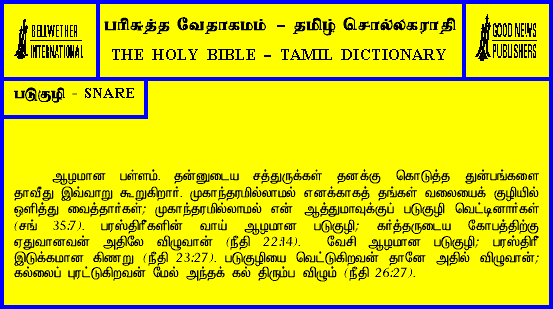 BELLWETHER
INTERNATIONAL
பரிசுத்த வேதாகமம் – தமிழ் சொல்லகராதி
THE HOLY BIBLE – TAMIL DICTIONARY
GOOD NEWS
PUBLISHERS
படுகுழி - SNARE
ஆழமான பள்ளம். தன்னுடைய சத்துருக்கள் தனக்கு கொடுத்த துன்பங்களை
தாவீது இவ்வாறு கூறுகிறார். முகாந்தரமில்லாமல் எனக்காகத் தங்கள் வலையைக் குழியில்
ஒளித்து வைத்தார்கள்; முகாந்தரமில்லாமல் என் ஆத்துமாவுக்குப் படுகுழி வெட்டினார்கள்
(சங் 35:7). பரஸ்திரீகளின் வாய் ஆழமான படுகுழி; கர்த்தருடைய கோபத்திற்கு
ஏதுவானவன் அதிலே விழுவான் (நீதி 22:14). வேசி ஆழமான படுகுழி; பரஸ்திரீ
இடுக்கமான கிணறு (நீதி 23:27). படுகுழியை வெட்டுகிறவன் தானே அதில் விழுவான்;
கல்லைப் புரட்டுகிறவன் மேல் அந்தக் கல் திரும்ப விழும் (நீதி 26:27).